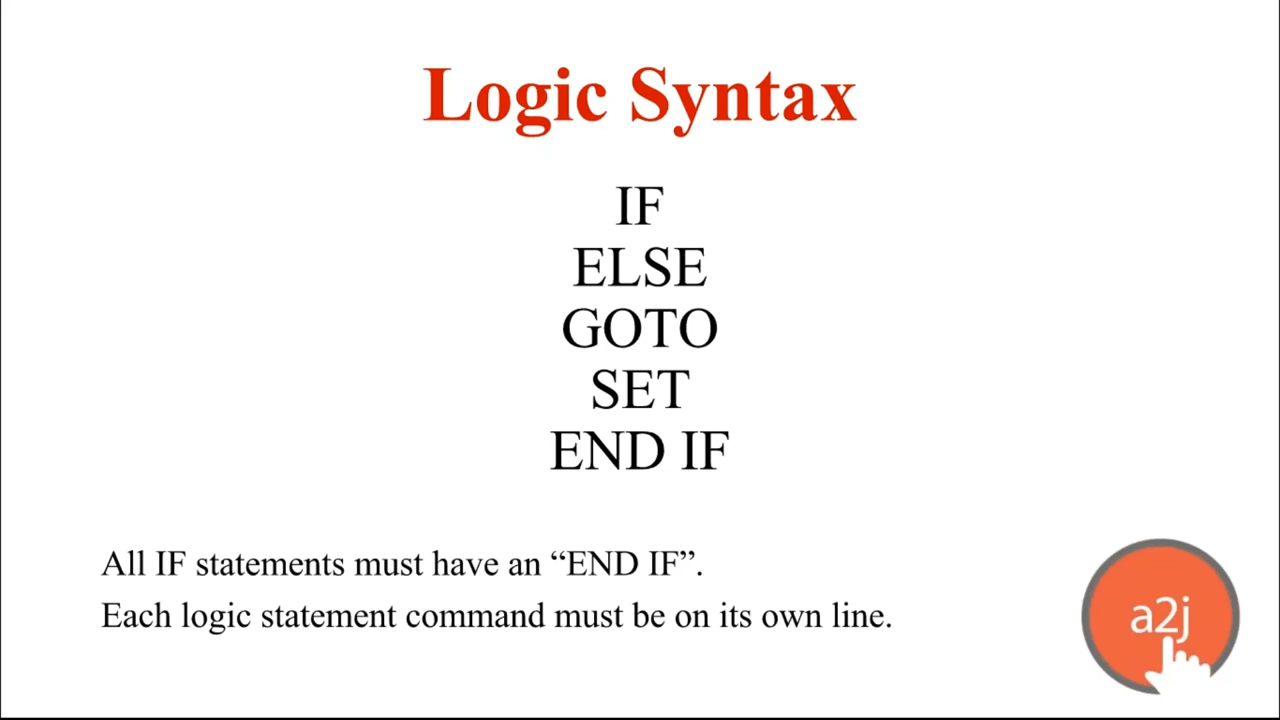 Logic Syntax
IF
ELSE
GOTO
SET
END IF
All IF statements must have an “END IF”.
Each logic statement command must be on its own line.
a2j